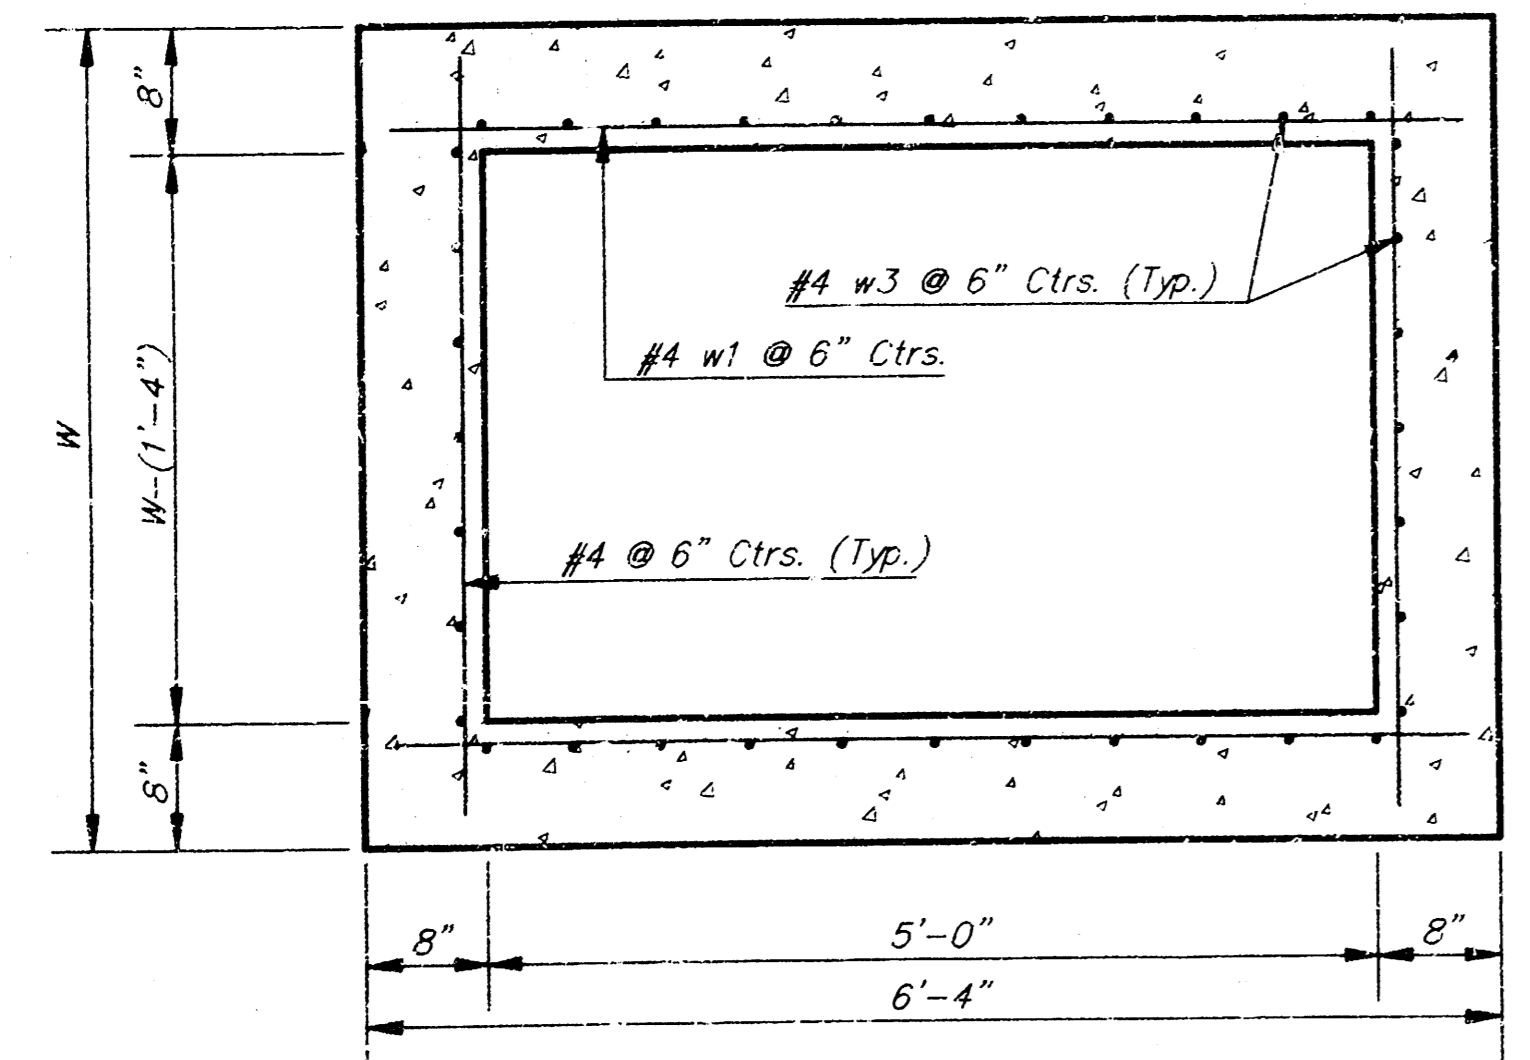 8"
#4 w3 @ 6" Ctrs. (Typ.)
#4 w1 @ 6" Ctrs.
W
W--(1'-4")
#4 @ 6" Ctrs. (Typ.)
8"
8"
5'-0"
8"
6'-4"